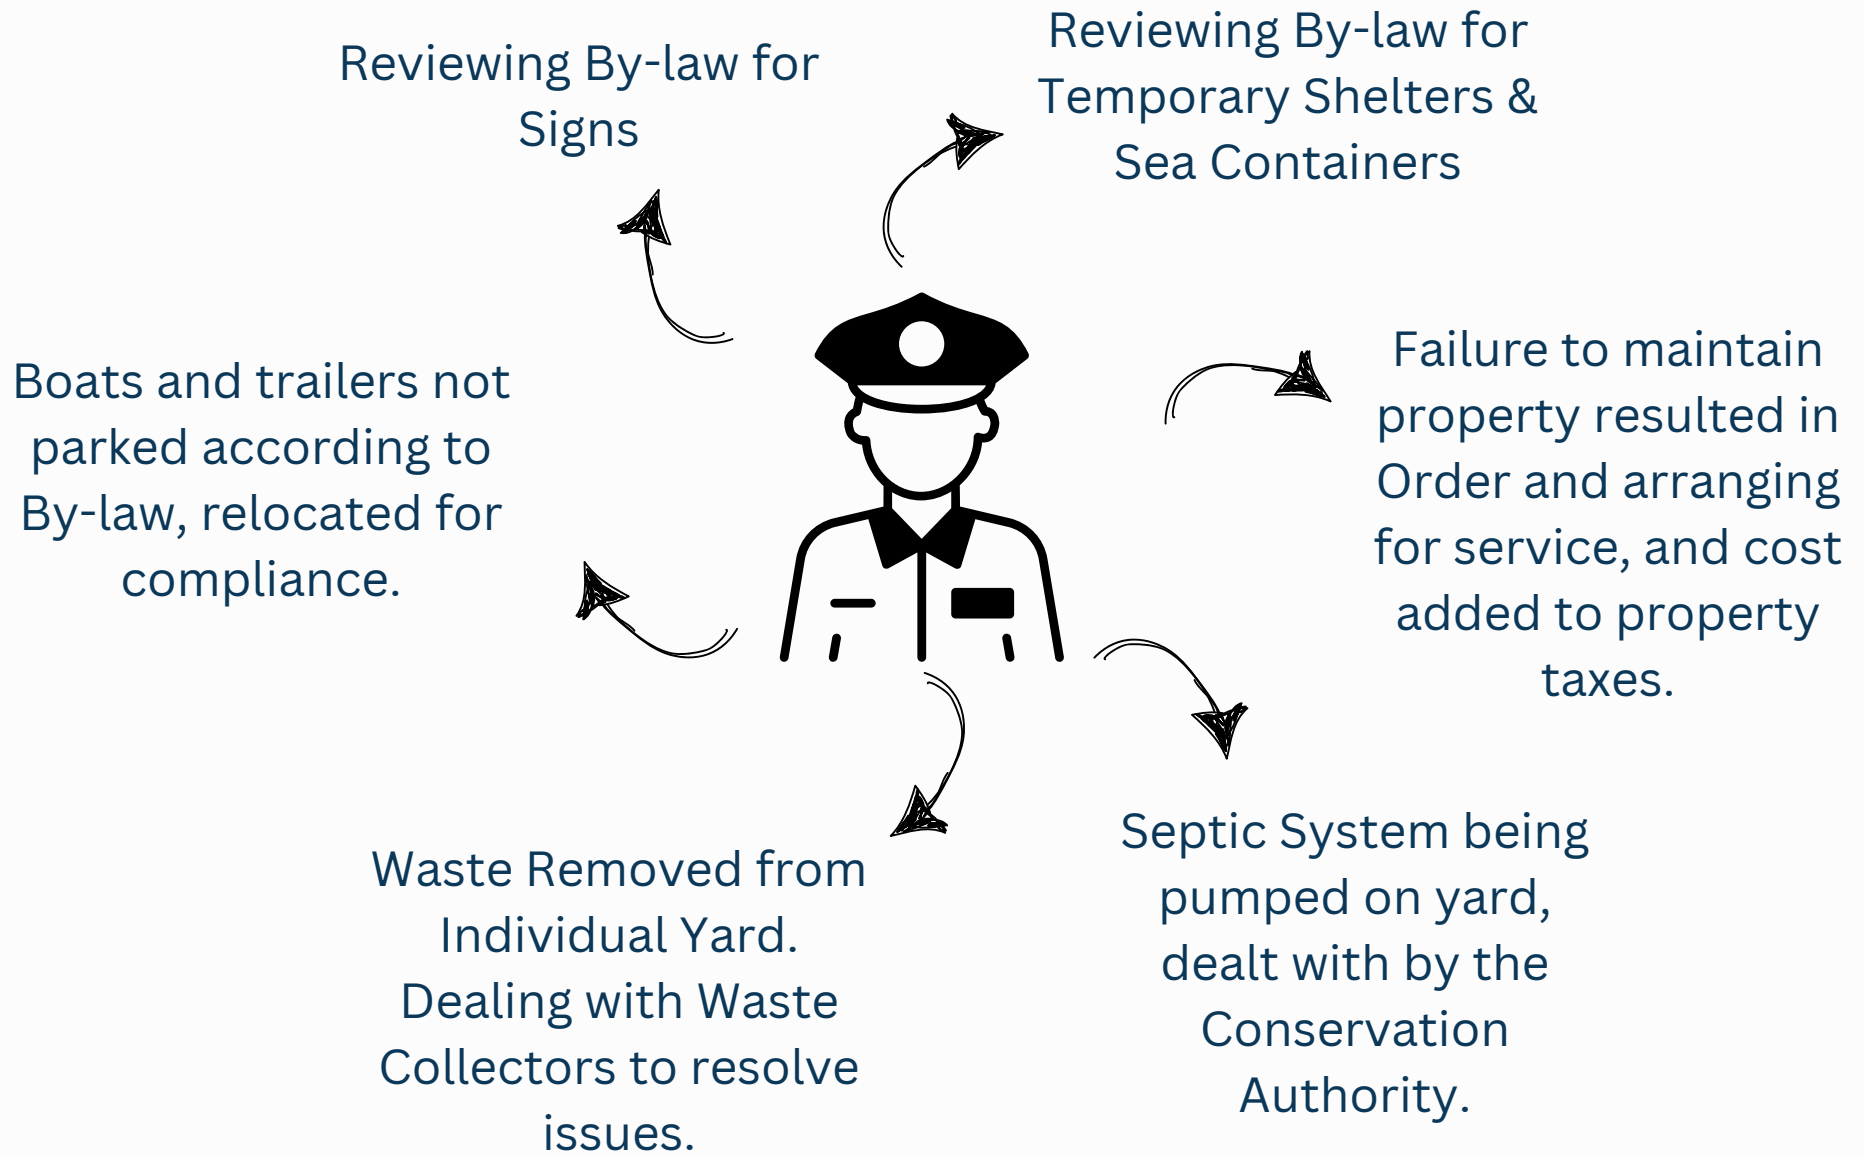 Reviewing By-law for
Signs
Reviewing By-law for
Temporary Shelters &
Sea Containers
Boats and trailers not
parked according to
By-law, relocated for
compliance.
Failure to maintain
property resulted in
Order and arranging
for service, and cost
added to property
taxes.
Waste Removed from
Individual Yard.
Dealing with Waste
Collectors to resolve
issues.
Septic System being
pumped on yard,
dealt with by the
Conservation
Authority.